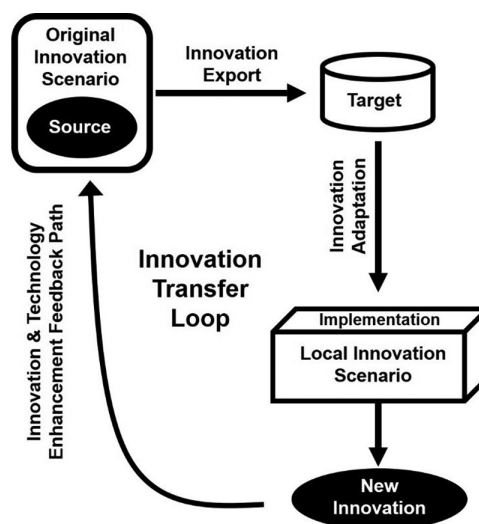 Original
Innovation
Scenario
Source
Innovation
Export
Target
Innovation
Adaptation
Innovation
Transfer
Loop
Innovation & Technology
Enhancement Feedback Path
Implementation
Local Innovation
Scenario
New
Innovation